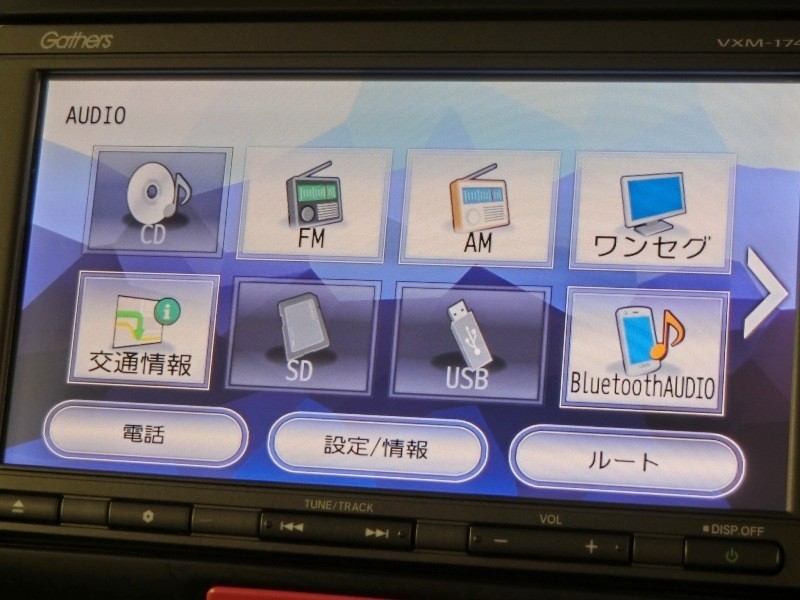 Gathers
VXM-174
AUDIO
CD
FM
AM
ワンセグ
交通情報
SD
USB
BluetoothAUDIO
電話
設定/情報
ルート
TUNE/TRACK
VOL
DISP.OFF